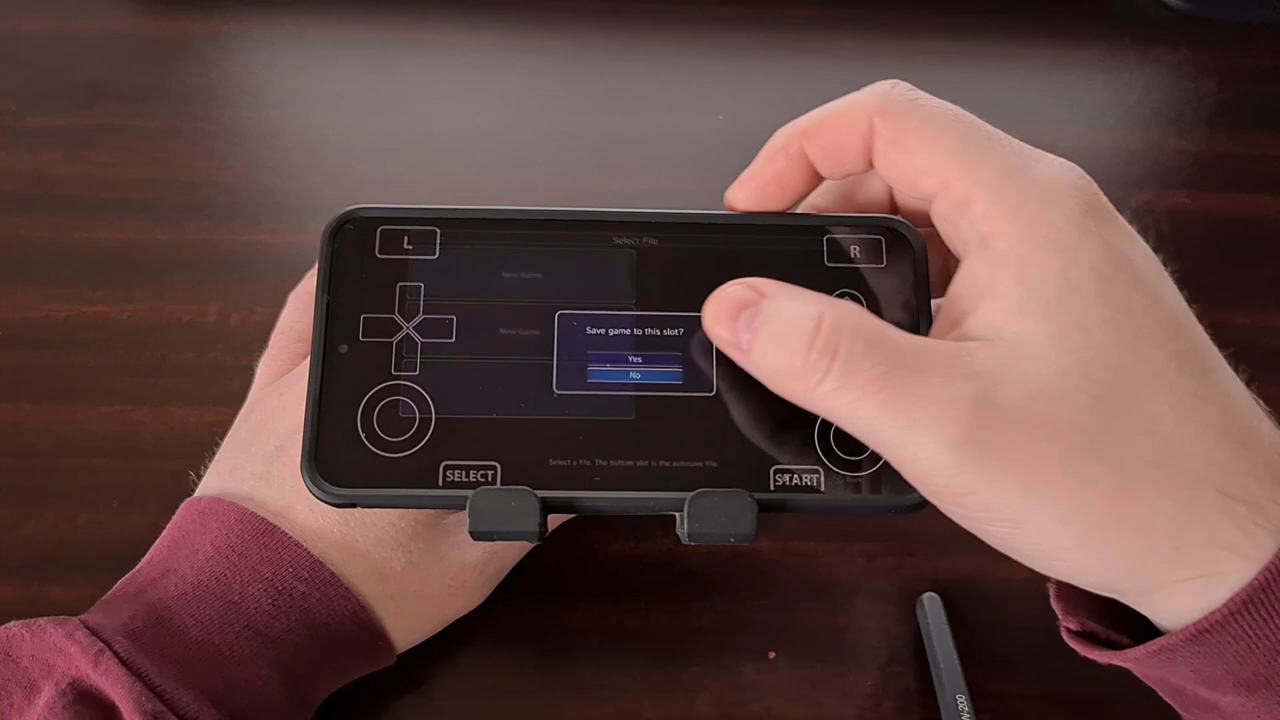 L
Select File
R
New Game
New Game
Save game to this slot?
Yes
No
Select a file. The bottom slot is the autosave file.
SELECT
START
N-200